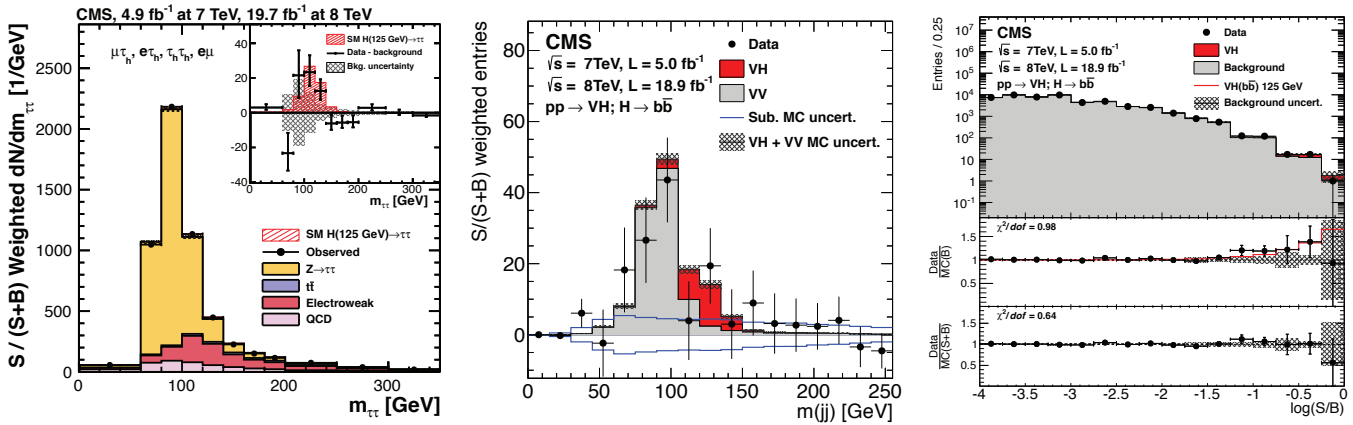 CMS, 4.9 fb⁻¹ at 7 TeV, 19.7 fb⁻¹ at 8 TeV
S / (S+B) Weighted dN/dm_ττ [1/GeV]
μτ_h, eτ_h, τ_hτ_h, eμ
2500
2000
1500
1000
500
0
0 100 200 300
m_ττ [GeV]
SM H(125 GeV)→ττ
Data - background
Bkg. uncertainty
40
20
0
-20
-40
0 100 200 300
m_ττ [GeV]
SM H(125 GeV)→ττ
Observed
Z→ττ
tt̄
Electroweak
QCD
S/(S+B) weighted entries
CMS
√s = 7TeV, L = 5.0 fb⁻¹
√s = 8TeV, L = 18.9 fb⁻¹
pp → VH; H → bb̄
Data
VH
VV
Sub. MC uncert.
VH + VV MC uncert.
80
60
40
20
0
0 50 100 150 200 250
m(jj) [GeV]
Entries / 0.25
CMS
√s = 7TeV, L = 5.0 fb⁻¹
√s = 8TeV, L = 18.9 fb⁻¹
pp → VH; H → bb̄
Data
VH
Background
VH(bb̄) 125 GeV
Background uncert.
10⁷
10⁶
10⁵
10⁴
10³
10²
10
1
10⁻¹
χ²/dof = 0.98
Data
MC(B)
1.5
1
0.5
χ²/dof = 0.64
Data
MC(S+B)
1.5
1
0.5
-4 -3.5 -3 -2.5 -2 -1.5 -1 -0.5 0
log(S/B)